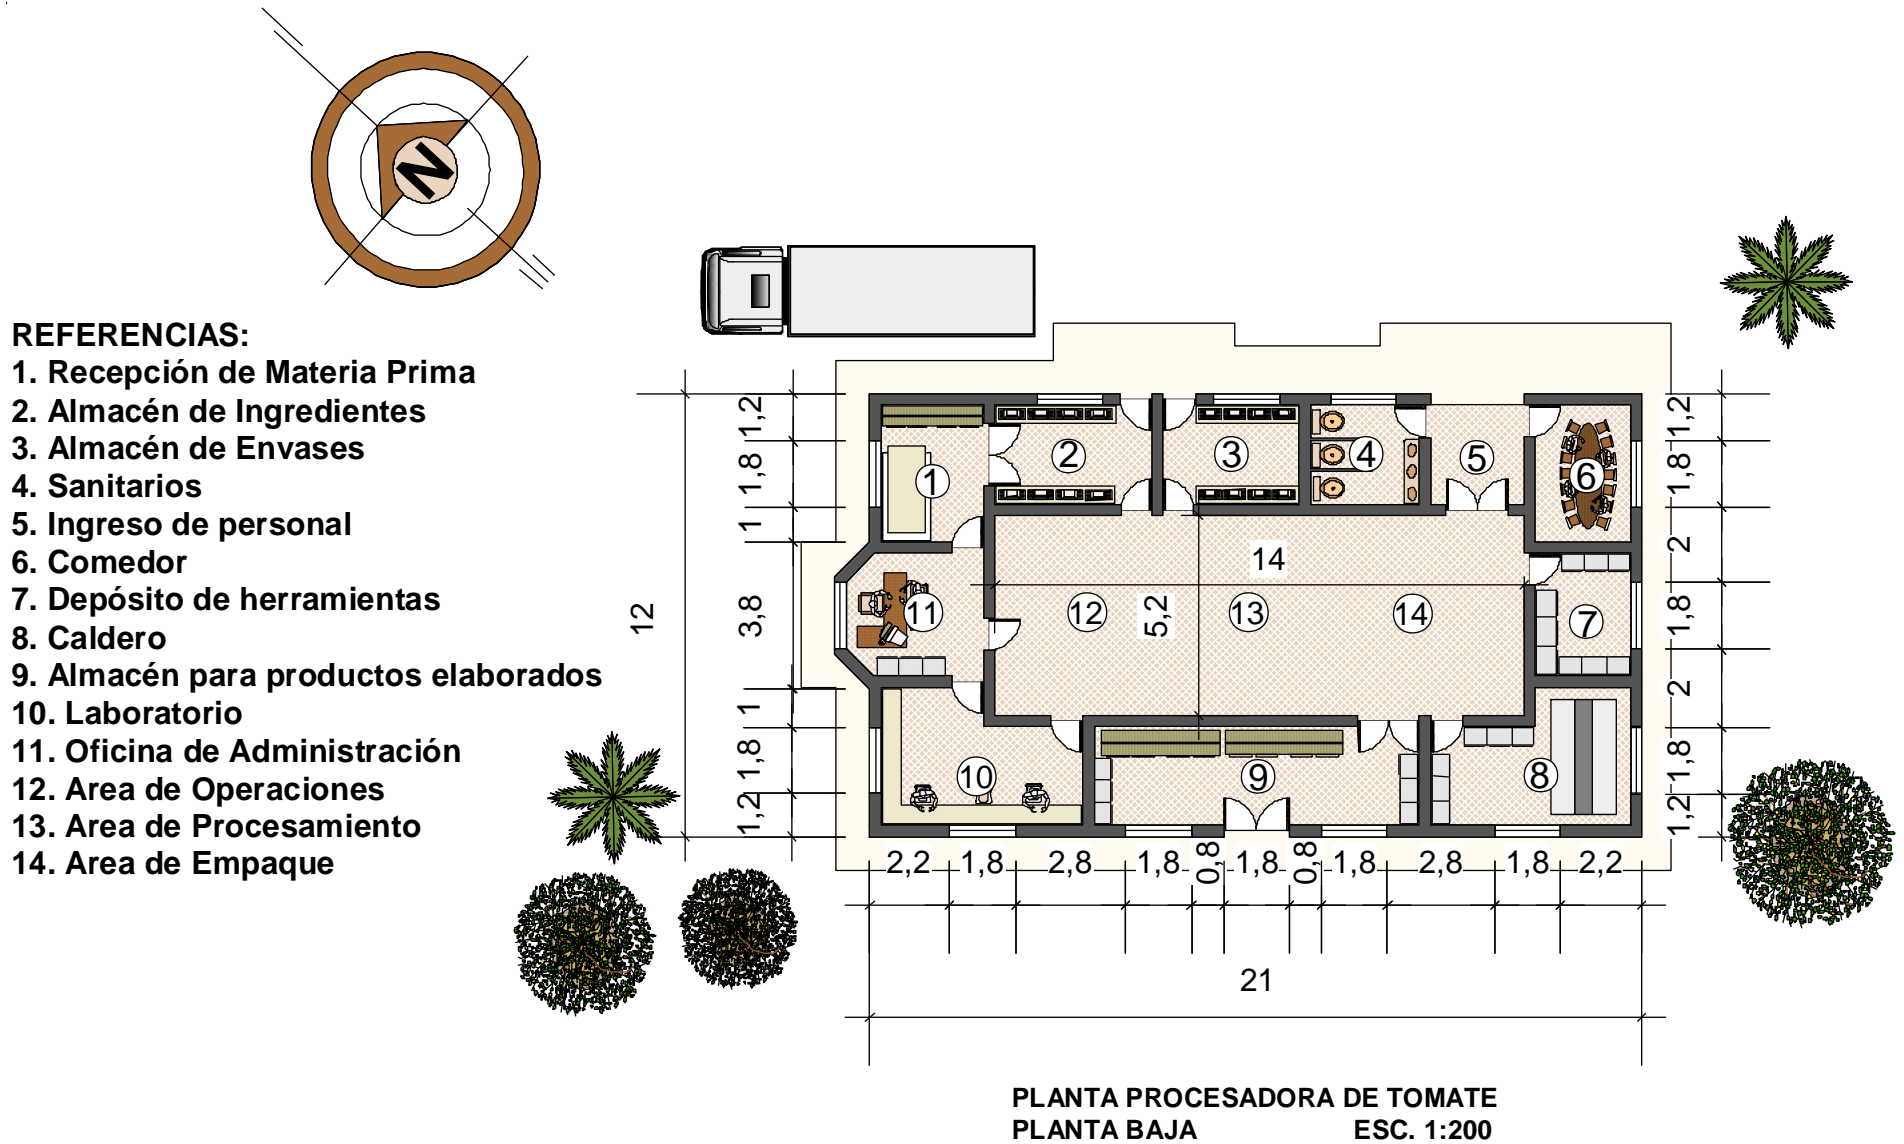 N
REFERENCIAS:
1. Recepción de Materia Prima
2. Almacén de Ingredientes
3. Almacén de Envases
4. Sanitarios
5. Ingreso de personal
6. Comedor
7. Depósito de herramientas
8. Caldero
9. Almacén para productos elaborados
10. Laboratorio
11. Oficina de Administración
12. Area de Operaciones
13. Area de Procesamiento
14. Area de Empaque
12
1,2
1,8
1
3,8
1
1,8
1,2
1
2
3
4
5
6
7
8
9
10
11
12
13
14
14
5,2
1,2
1,8
2
1,8
2
1,8
1,2
2,2 1,8 2,8 1,8 0,8 1,8 0,8 1,8 2,8 1,8 2,2
21
PLANTA PROCESADORA DE TOMATE
PLANTA BAJA ESC. 1:200